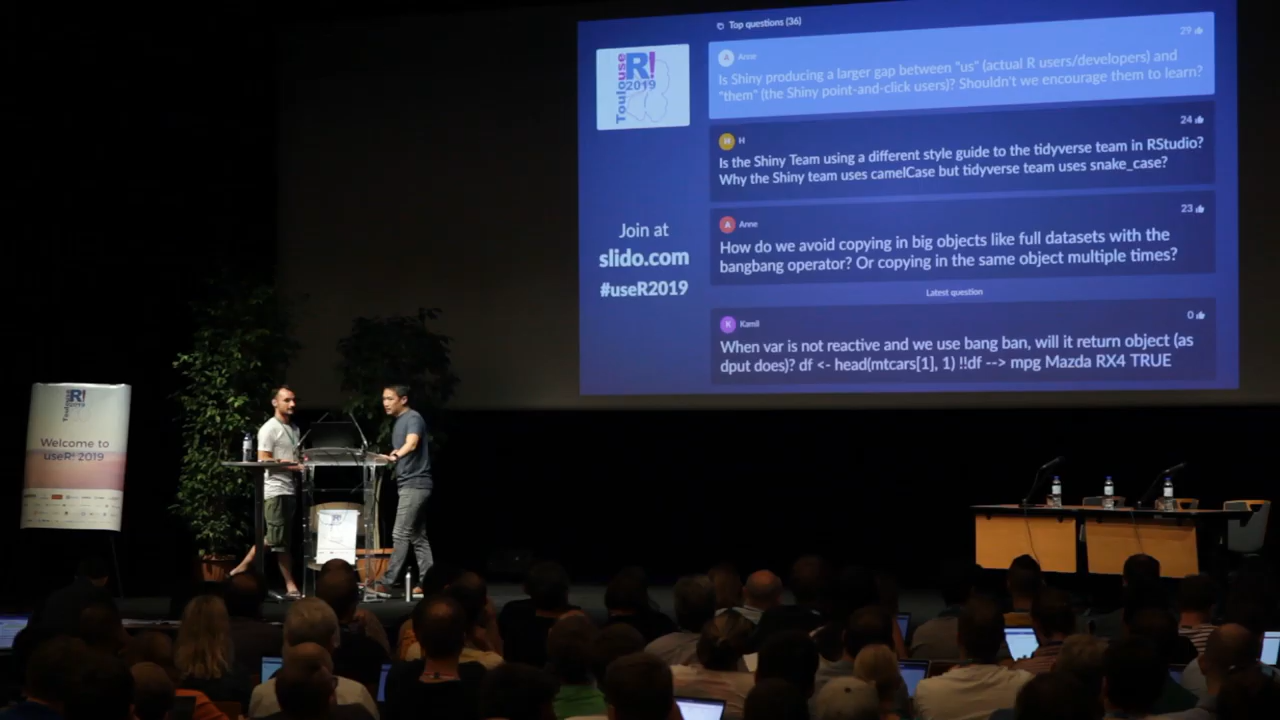 Top questions (36)
Toulouse
R!
2019
29
A Anne
Is Shiny producing a larger gap between "us" (actual R users/developers) and
"them" (the Shiny point-and-click users)? Shouldn't we encourage them to learn?
24
H H
Is the Shiny Team using a different style guide to the tidyverse team in RStudio?
Why the Shiny team uses camelCase but tidyverse team uses snake_case?
23
A Anne
How do we avoid copying in big objects like full datasets with the
bangbang operator? Or copying in the same object multiple times?
Join at
slido.com
#useR2019
Latest question
0
K Kamil
When var is not reactive and we use bang ban, will it return object (as
dput does)? df <- head(mtcars[1], 1) !!df --> mpg Mazda RX4 TRUE
Toulouse
R!
2019
Welcome to
useR! 2019